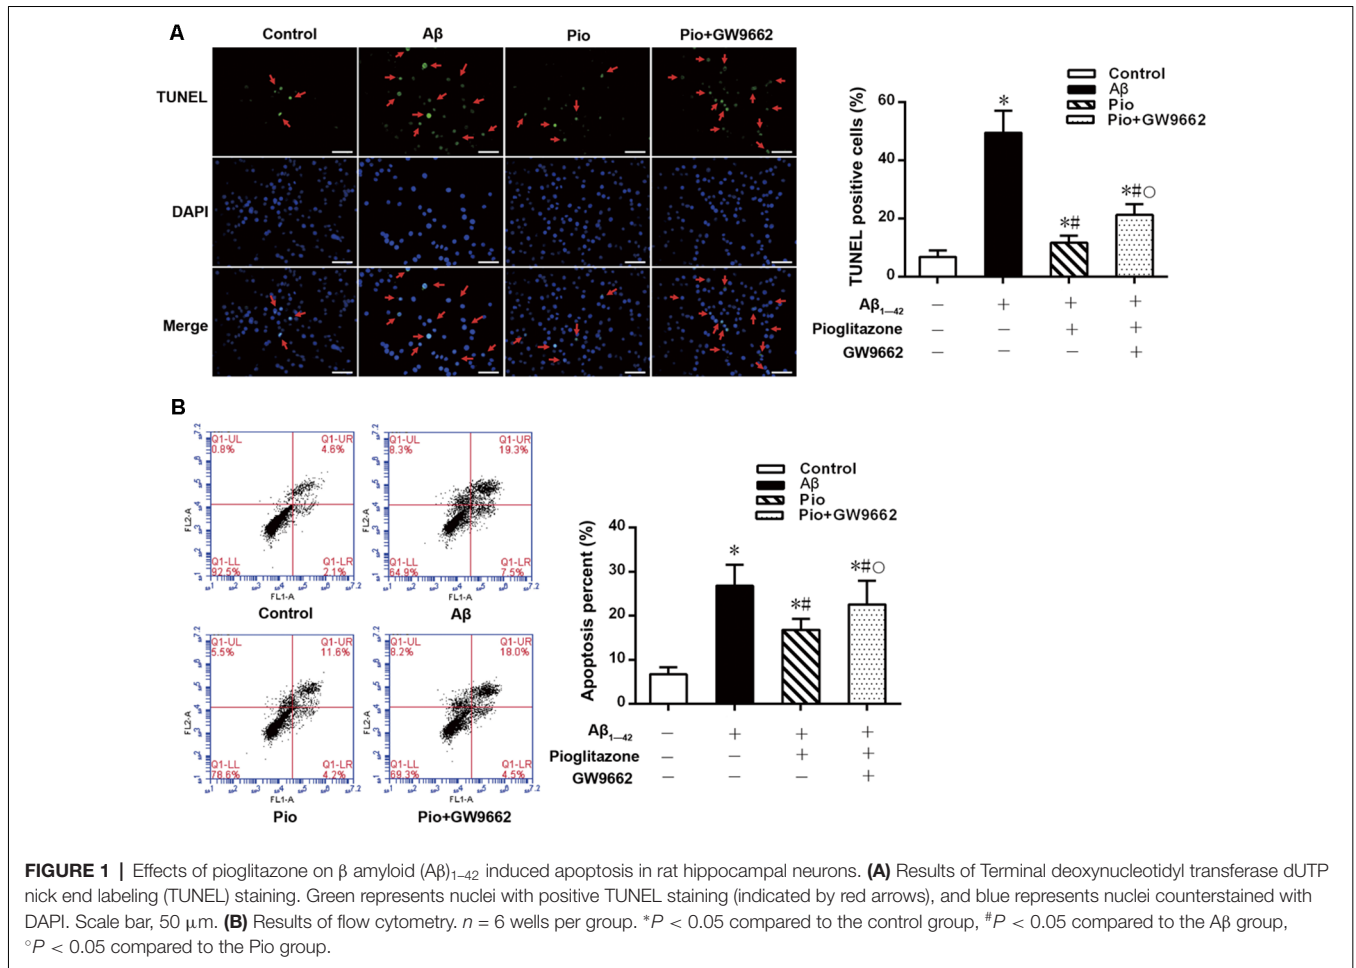 A
Control Aβ Pio Pio+GW9662
TUNEL
DAPI
Merge
Control
Aβ
Pio
Pio+GW9662
TUNEL positive cells (%)
60
40
20
0
*
*#
*#○
Aβ1—42 − + + +
Pioglitazone − − + +
GW9662 − − − +
B
Q1-UL Q1-UR
0.8% 4.6%
Q1-LL Q1-LR
92.5% 2.1%
FL2-A
FL1-A
Control
Q1-UL Q1-UR
8.3% 19.3%
Q1-LL Q1-LR
64.9% 7.5%
FL2-A
FL1-A
Aβ
Q1-UL Q1-UR
5.5% 11.6%
Q1-LL Q1-LR
78.6% 4.2%
FL2-A
FL1-A
Pio
Q1-UL Q1-UR
8.2% 18.0%
Q1-LL Q1-LR
69.3% 4.5%
FL2-A
FL1-A
Pio+GW9662
Control
Aβ
Pio
Pio+GW9662
Apoptosis percent (%)
40
30
20
10
0
*
*#
*#○
Aβ1—42 − + + +
Pioglitazone − − + +
GW9662 − − − +
FIGURE 1 | Effects of pioglitazone on β amyloid (Aβ)1–42 induced apoptosis in rat hippocampal neurons. (A) Results of Terminal deoxynucleotidyl transferase dUTP
nick end labeling (TUNEL) staining. Green represents nuclei with positive TUNEL staining (indicated by red arrows), and blue represents nuclei counterstained with
DAPI. Scale bar, 50 μm. (B) Results of flow cytometry. n = 6 wells per group. *P < 0.05 compared to the control group, #P < 0.05 compared to the Aβ group,
°P < 0.05 compared to the Pio group.